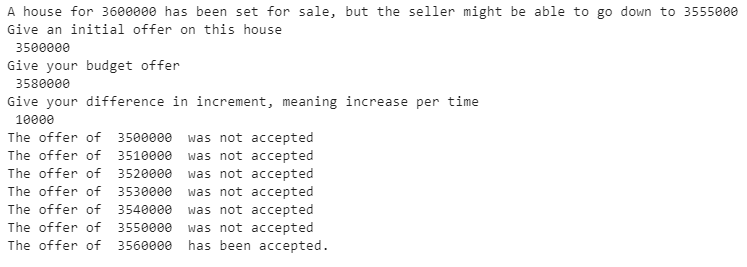 A house for 3600000 has been set for sale, but the seller might be able to go down to 3555000
Give an initial offer on this house
3500000
Give your budget offer
3580000
Give your difference in increment, meaning increase per time
10000
The offer of  3500000  was not accepted
The offer of  3510000  was not accepted
The offer of  3520000  was not accepted
The offer of  3530000  was not accepted
The offer of  3540000  was not accepted
The offer of  3550000  was not accepted
The offer of  3560000  has been accepted.